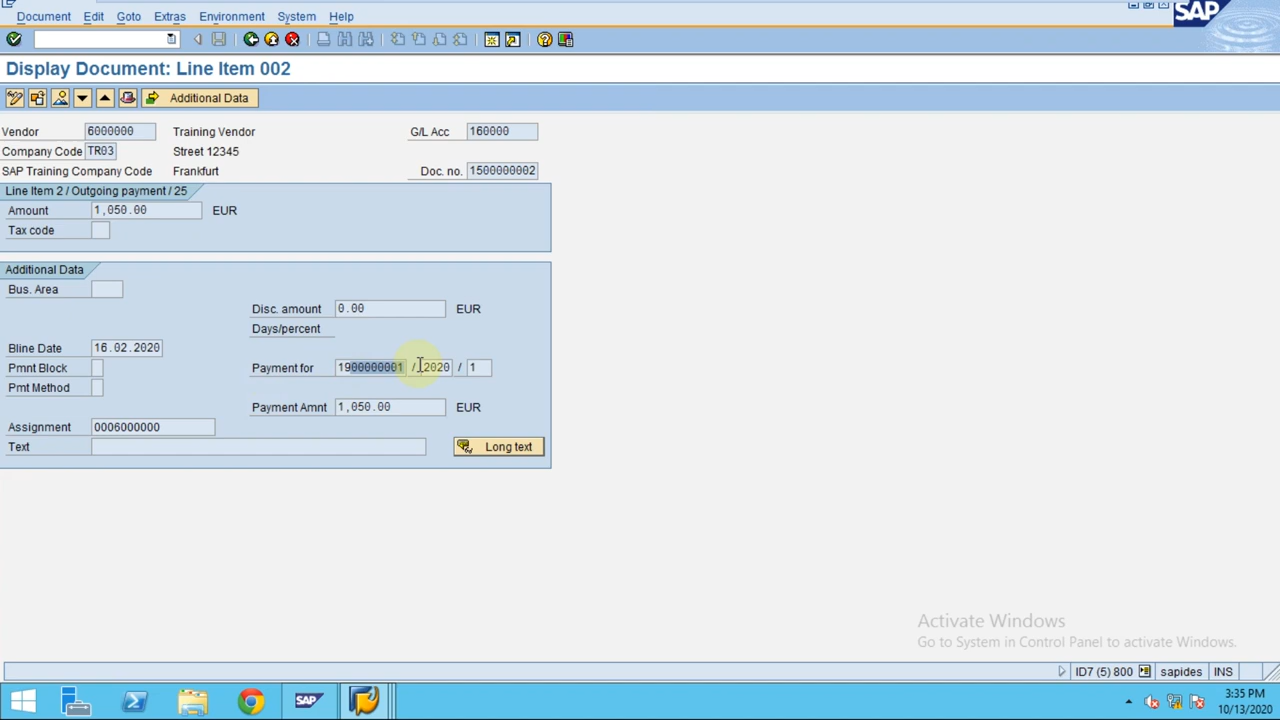 Document Edit Goto Extras Environment System Help
SAP
Display Document: Line Item 002
Additional Data
Vendor 6000000 Training Vendor G/L Acc 160000
Company Code TR03 Street 12345
SAP Training Company Code Frankfurt Doc. no. 1500000002
Line Item 2 / Outgoing payment / 25
Amount 1,050.00 EUR
Tax code
Additional Data
Bus. Area
Disc. amount 0.00 EUR
Days/percent
Bline Date 16.02.2020
Pmnt Block Payment for 1900000001 / 2020 / 1
Pmt Method
Payment Amnt 1,050.00 EUR
Assignment 0006000000
Text Long text
Activate Windows
Go to System in Control Panel to activate Windows.
ID7 (5) 800 sapides INS
SAP
3:35 PM
10/13/2020